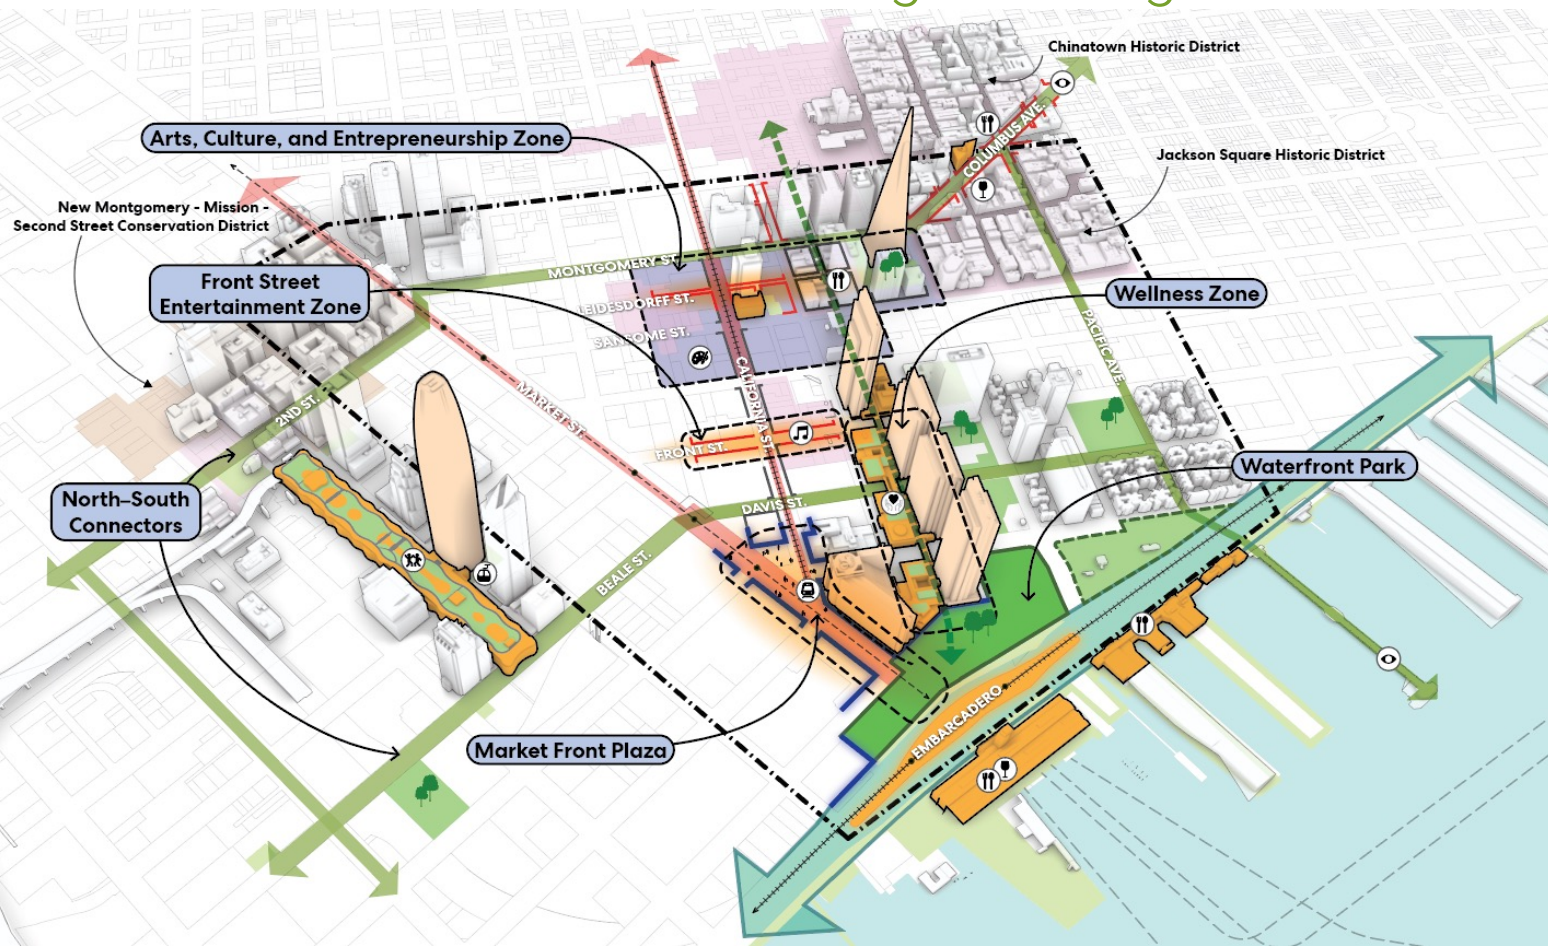 Chinatown Historic District
Arts, Culture, and Entrepreneurship Zone
COLUMBUS AVE.
Jackson Square Historic District
New Montgomery - Mission -
Second Street Conservation District
MONTGOMERY ST.
Front Street
Entertainment Zone
LEIDESDORFF ST.
Wellness Zone
SANSOME ST.
PACIFIC AVE.
CALIFORNIA ST.
MARKET ST.
2ND ST.
FRONT ST.
Waterfront Park
North–South
Connectors
DAVIS ST.
BEALE ST.
EMBARCADERO
Market Front Plaza